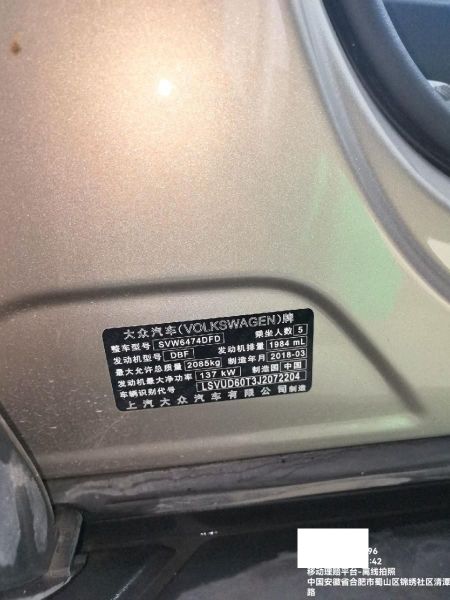 大众汽车(VOLKSWAGEN)牌
整车型号 SVW6474DFD 乘坐人数 5
发动机型号 DBF 发动机排量 1984 mL
最大允许总质量 2085kg 制造年月 2018-03
发动机最大净功率 137 kW 制造国 中国
车辆识别代号 LSVUD60T3J2072204
上汽大众汽车有限公司 制造
96
:42
移动理赔平台-离线拍照
中国安徽省合肥市蜀山区锦绣社区清潭
路